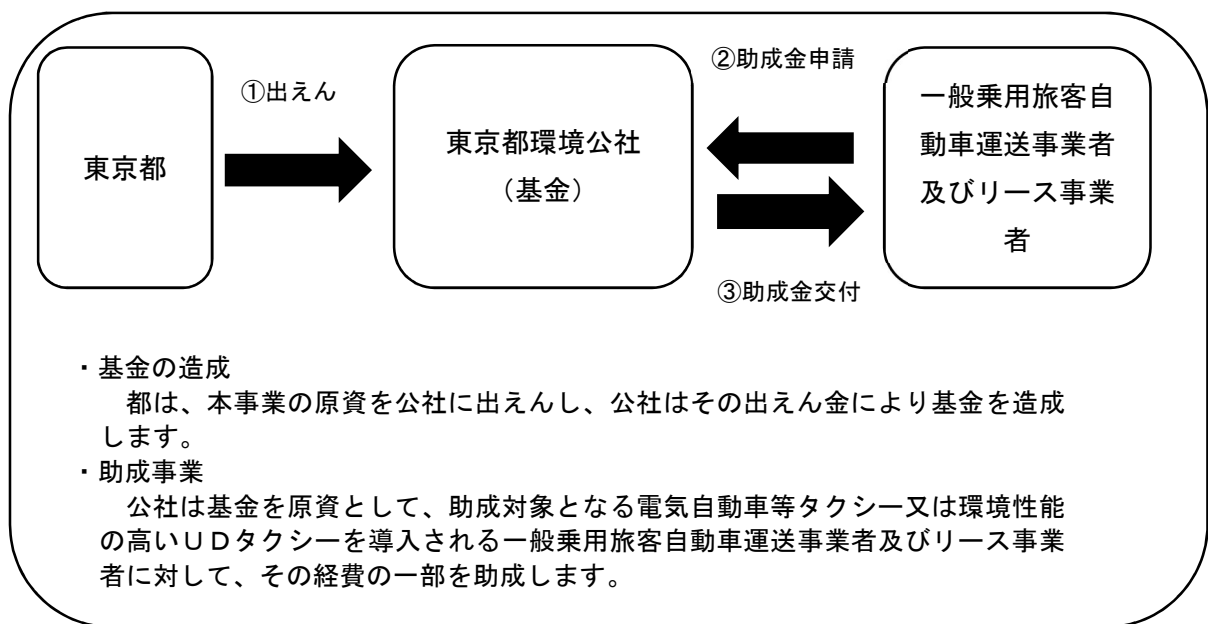 東京都
①出えん
東京都環境公社
（基金）
②助成金申請
③助成金交付
一般乗用旅客自
動車運送事業者
及びリース事業
者
・基金の造成
都は、本事業の原資を公社に出えんし、公社はその出えん金により基金を造成
します。
・助成事業
公社は基金を原資として、助成対象となる電気自動車等タクシー又は環境性能
の高いＵＤタクシーを導入される一般乗用旅客自動車運送事業者及びリース事業
者に対して、その経費の一部を助成します。